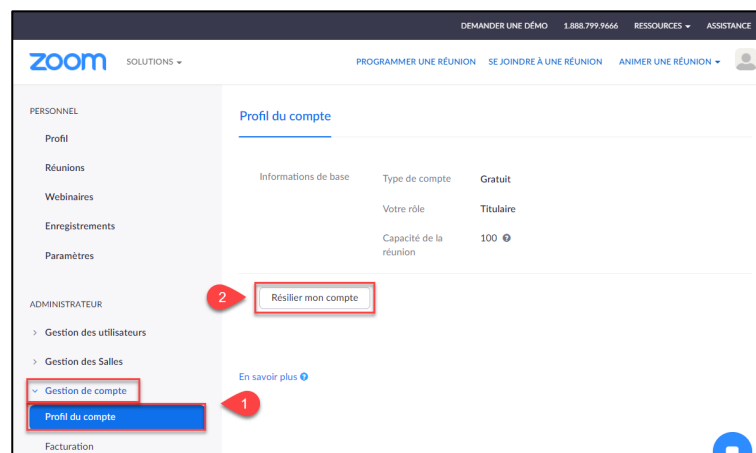 DEMANDER UNE DÉMO 1.888.799.9666 RESSOURCES ASSISTANCE
zoom SOLUTIONS PROGRAMMER UNE RÉUNION SE JOINDRE À UNE RÉUNION ANIMER UNE RÉUNION
PERSONNEL
Profil
Réunions
Webinaires
Enregistrements
Paramètres
ADMINISTRATEUR
Gestion des utilisateurs
Gestion des Salles
Gestion de compte
Profil du compte
Facturation
1
Profil du compte
Informations de base
Type de compte Gratuit
Votre rôle Titulaire
Capacité de la 100
réunion
2 Résilier mon compte
En savoir plus